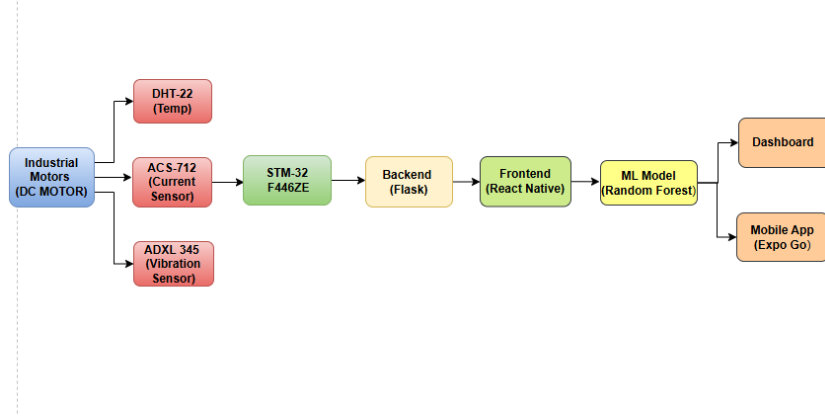 DHT-22
(Temp)
Industrial
Motors
(DC MOTOR)
ACS-712
(Current
Sensor)
ADXL 345
(Vibration
Sensor)
STM-32
F446ZE
Backend
(Flask)
Frontend
(React Native)
ML Model
(Random Forest)
Dashboard
Mobile App
(Expo Go)